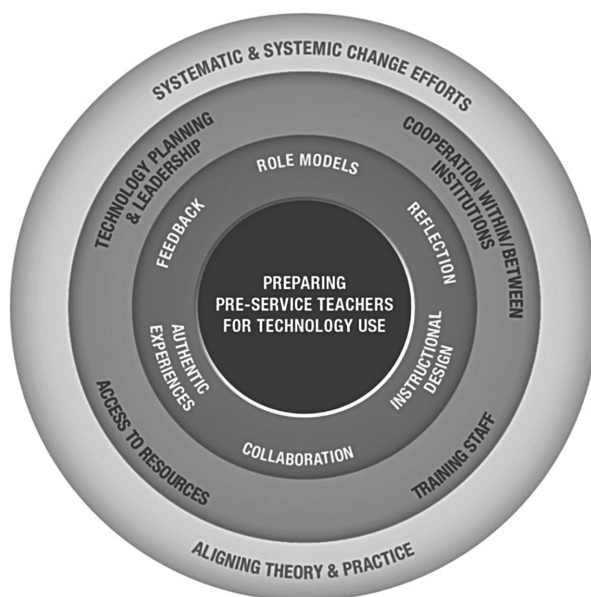 SYSTEMATIC & SYSTEMIC CHANGE EFFORTS
TECHNOLOGY PLANNING
& LEADERSHIP
COOPERATION WITHIN/BETWEEN
INSTITUTIONS
ROLE MODELS
FEEDBACK
REFLECTION
PREPARING
PRE-SERVICE TEACHERS
FOR TECHNOLOGY USE
AUTHENTIC
EXPERIENCES
INSTRUCTIONAL
DESIGN
COLLABORATION
ACCESS TO RESOURCES
TRAINING STAFF
ALIGNING THEORY & PRACTICE